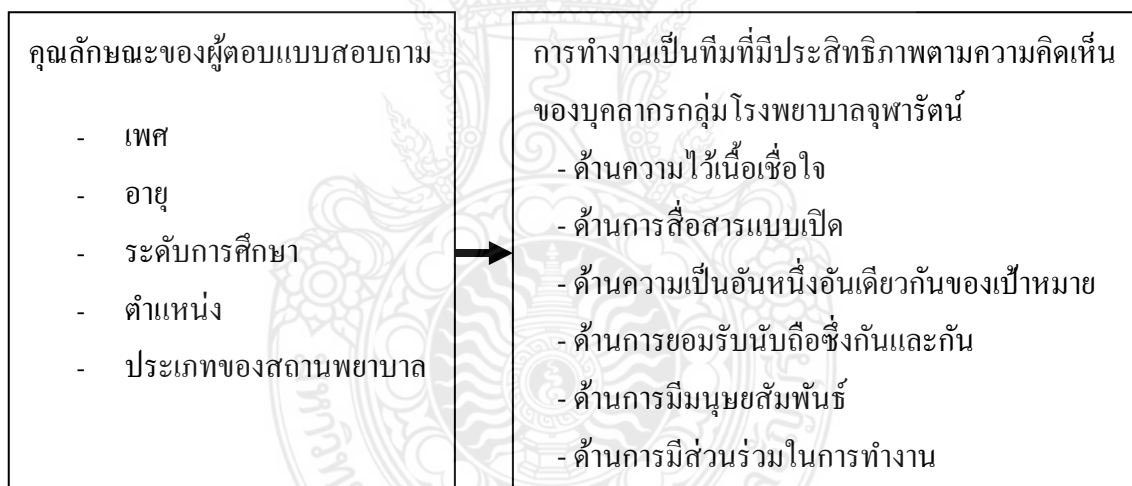 คุณลักษณะของผู้ตอบแบบสอบถาม
- เพศ
- อายุ
- ระดับการศึกษา
- ตำแหน่ง
- ประเภทของสถานพยาบาล
การทำงานเป็นทีมที่มีประสิทธิภาพตามความคิดเห็น
ของบุคลากรกลุ่มโรงพยาบาลจุฬารัตน์
- ด้านความไว้เนื้อเชื่อใจ
- ด้านการสื่อสารแบบเปิด
- ด้านความเป็นอันหนึ่งอันเดียวกันของเป้าหมาย
- ด้านการยอมรับนับถือซึ่งกันและกัน
- ด้านการมีมนุษยสัมพันธ์
- ด้านการมีส่วนร่วมในการทำงาน